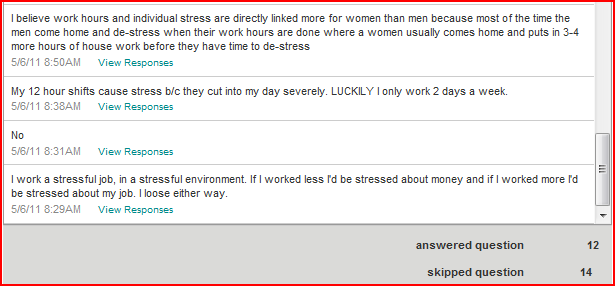 I believe work hours and individual stress are directly linked more for women than men because most of the time the
men come home and de-stress when their work hours are done where a women usually comes home and puts in 3-4
more hours of house work before they have time to de-stress
5/6/11 8:50AM View Responses
My 12 hour shifts cause stress b/c they cut into my day severely. LUCKILY I only work 2 days a week.
5/6/11 8:38AM View Responses
No
5/6/11 8:31AM View Responses
I work a stressful job, in a stressful environment. If I worked less I'd be stressed about money and if I worked more I'd
be stressed about my job. I loose either way.
5/6/11 8:29AM View Responses
answered question 12
skipped question 14